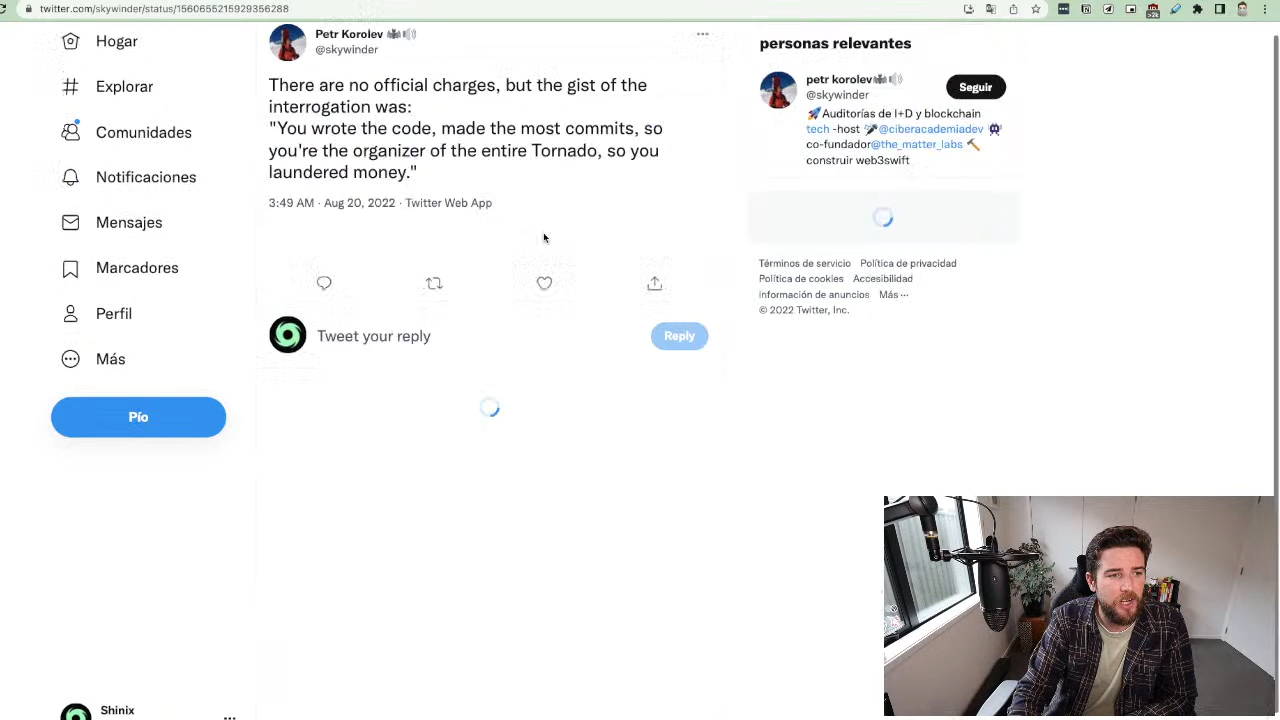 twitter.com/skywinder/status/1560655215929356288
>2k
Hogar
Explorar
Comunidades
Notificaciones
Mensajes
Marcadores
Perfil
Más
Pío
Shinix
Petr Korolev
@skywinder
There are no official charges, but the gist of the
interrogation was:
"You wrote the code, made the most commits, so
you're the organizer of the entire Tornado, so you
laundered money."
3:49 AM · Aug 20, 2022 · Twitter Web App
Tweet your reply
Reply
personas relevantes
petr korolev
@skywinder
Seguir
🚀Auditorías de I+D y blockchain
tech -host 🎤@ciberacademiadev 👾
co-fundador@the_matter_labs 🔨
construir web3swift
Términos de servicio Política de privacidad
Política de cookies Accesibilidad
información de anuncios Más ···
© 2022 Twitter, Inc.